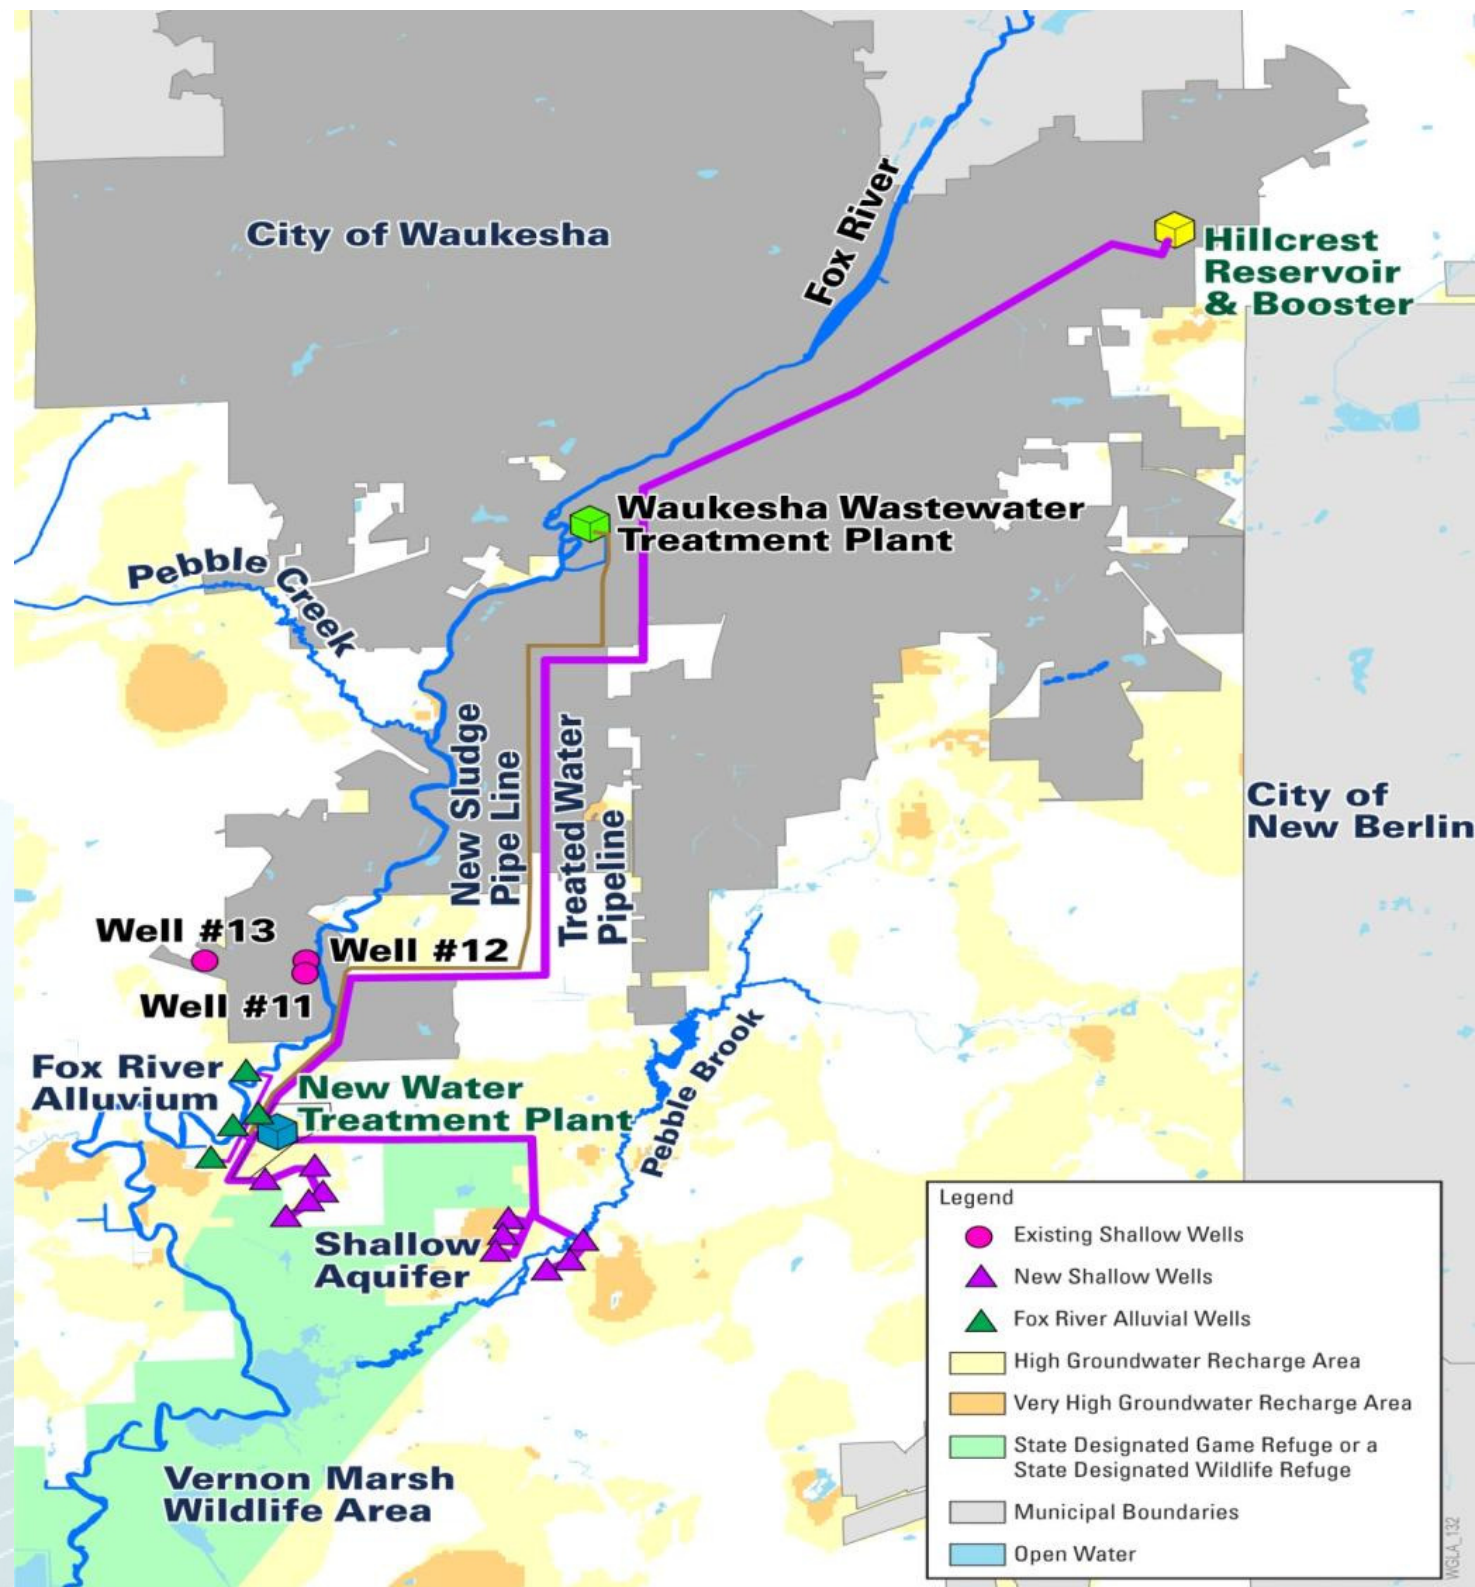 City of Waukesha
Fox River
Hillcrest
Reservoir
& Booster
Waukesha Wastewater
Treatment Plant
Pebble Creek
New Sludge
Pipe Line
Treated Water
Pipeline
City of
New Berlin
Well #13
Well #12
Well #11
Fox River
Alluvium
New Water
Treatment Plant
Pebble Brook
Shallow
Aquifer
Vernon Marsh
Wildlife Area
Legend
Existing Shallow Wells
New Shallow Wells
Fox River Alluvial Wells
High Groundwater Recharge Area
Very High Groundwater Recharge Area
State Designated Game Refuge or a
State Designated Wildlife Refuge
Municipal Boundaries
Open Water
WGLA_132